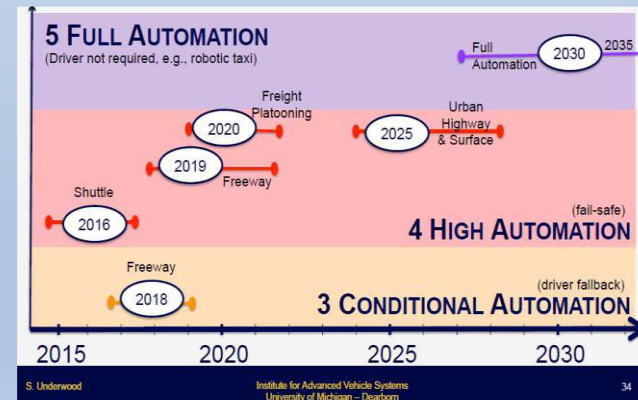 5 FULL AUTOMATION
(Driver not required, e.g., robotic taxi)
Full
Automation
2030
2035
Freight
Platooning
2020
Urban
Highway
& Surface
2025
2019
Freeway
Shuttle
2016
(fail-safe)
4 HIGH AUTOMATION
Freeway
2018
(driver fallback)
3 CONDITIONAL AUTOMATION
2015 2020 2025 2030
S. Underwood
Institute for Advanced Vehicle Systems
University of Michigan – Dearborn
34